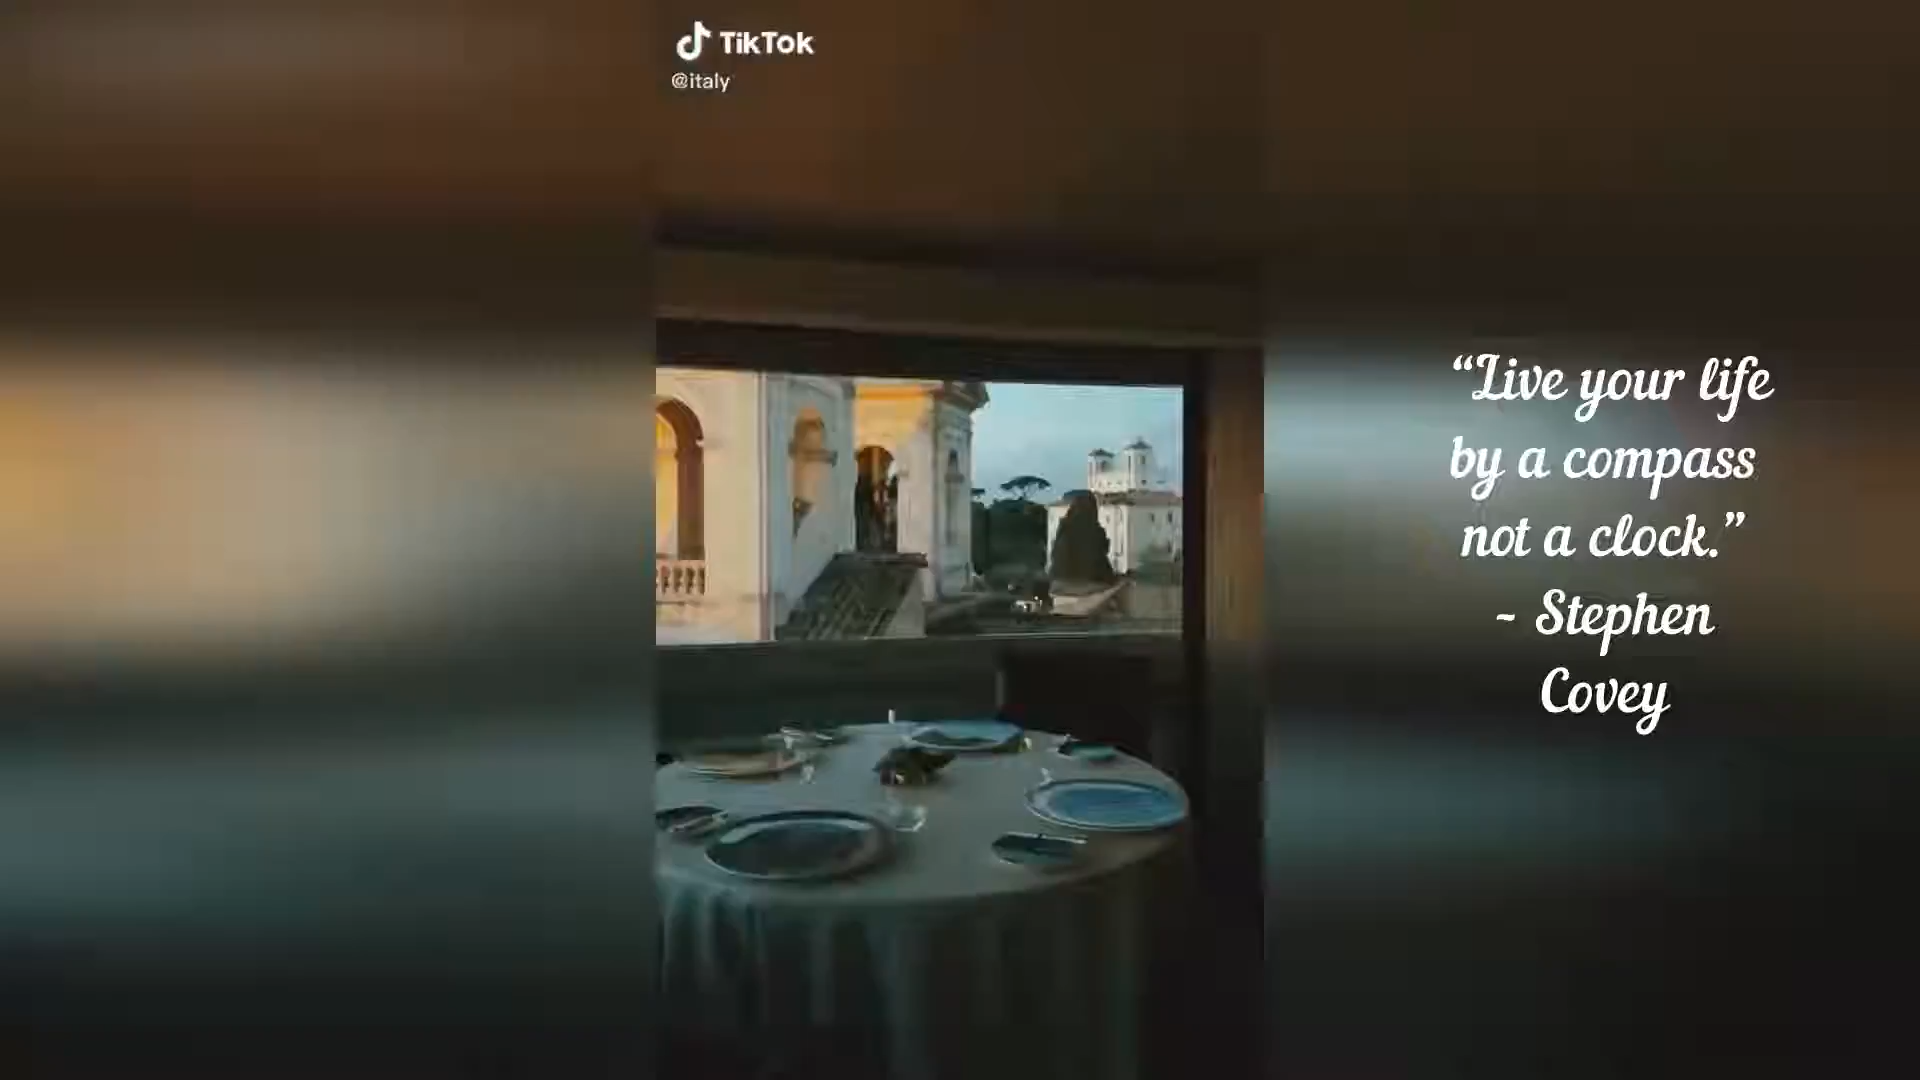 TikTok
@italy
“Live your life
by a compass
not a clock.”
- Stephen
Covey